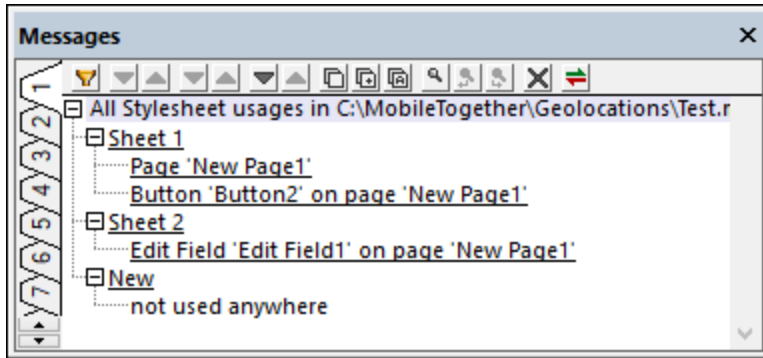 Messages
1
2
3
4
5
6
7
All Stylesheet usages in C:\MobileTogether\Geolocations\Test.r
Sheet 1
Page 'New Page1'
Button 'Button2' on page 'New Page1'
Sheet 2
Edit Field 'Edit Field1' on page 'New Page1'
New
not used anywhere